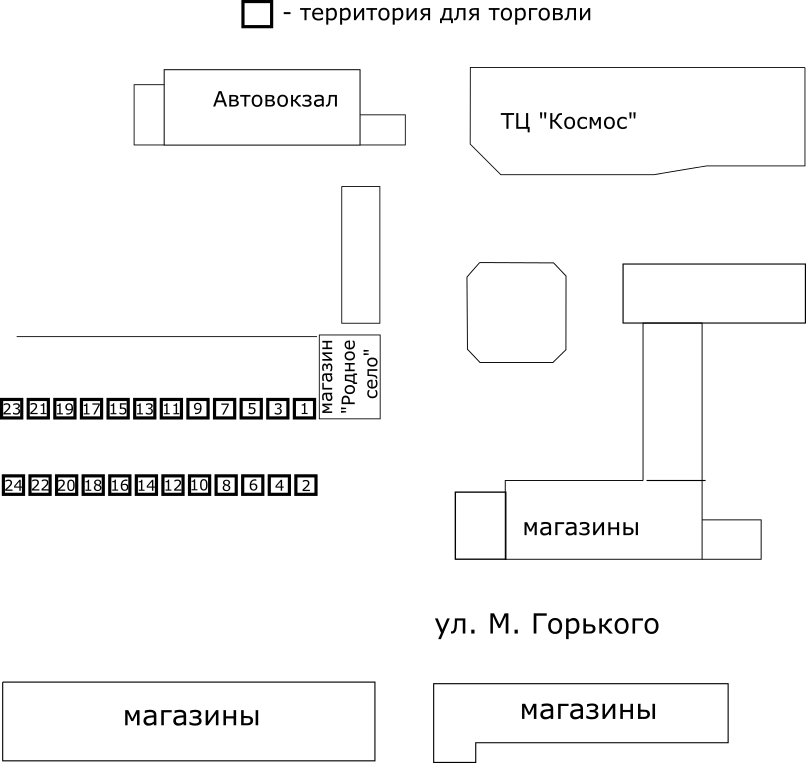 - территория для торговли
Автовокзал
ТЦ "Космос"
магазин
"Родное
село"
23 21 19 17 15 13 11 9 7 5 3 1
24 22 20 18 16 14 12 10 8 6 4 2
магазины
ул. М. Горького
магазины
магазины